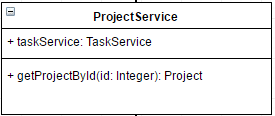 ProjectService
+ taskService: TaskService
+ getProjectById(id: Integer): Project